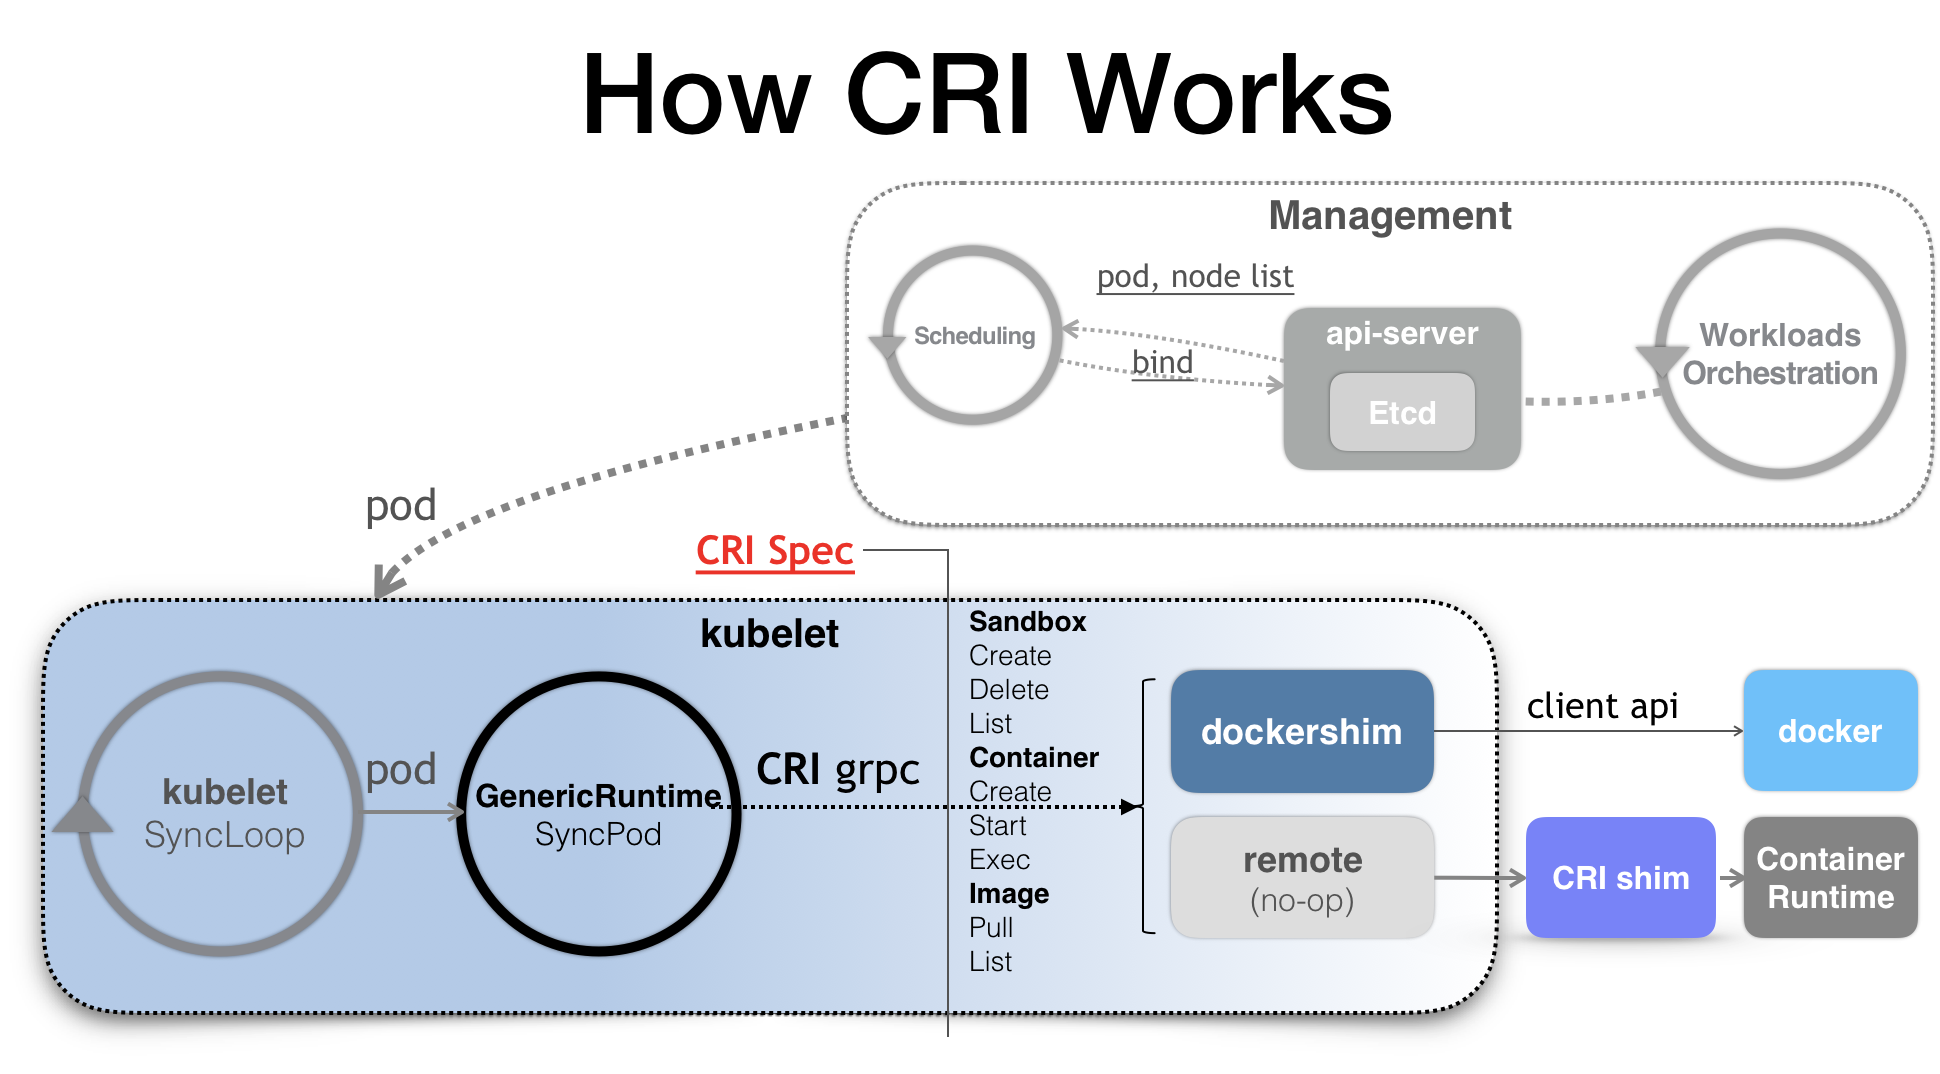 How CRI Works
Management
pod, node list
Scheduling
bind
api-server
Etcd
Workloads
Orchestration
pod
CRI Spec
kubelet
kubelet
SyncLoop
pod
GenericRuntime
SyncPod
CRI grpc
Sandbox
Create
Delete
List
Container
Create
Start
Exec
Image
Pull
List
dockershim
client api
docker
remote
(no-op)
CRI shim
Container
Runtime